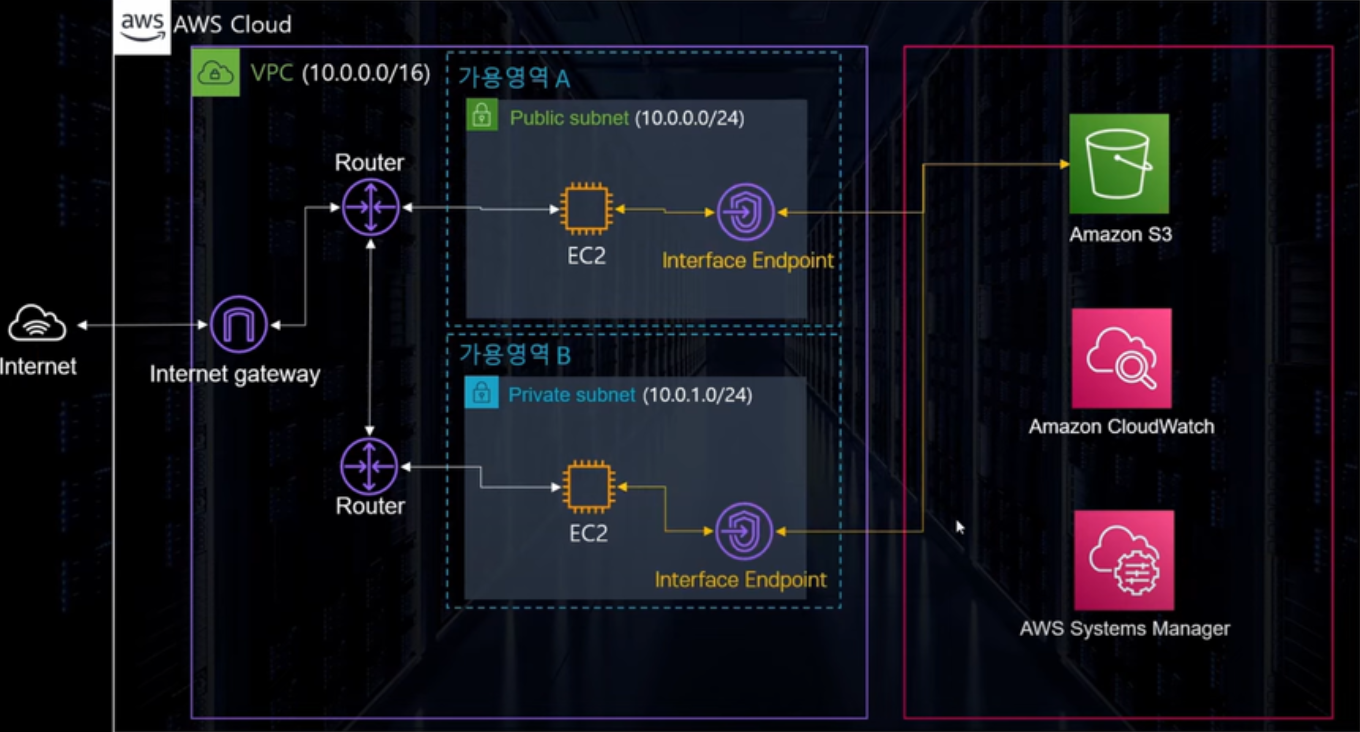 aws
AWS Cloud
VPC (10.0.0.0/16)
가용영역 A
Public subnet (10.0.0.0/24)
Router
EC2
Interface Endpoint
Amazon S3
Internet
Internet gateway
가용영역 B
Private subnet (10.0.1.0/24)
Router
EC2
Interface Endpoint
Amazon CloudWatch
AWS Systems Manager